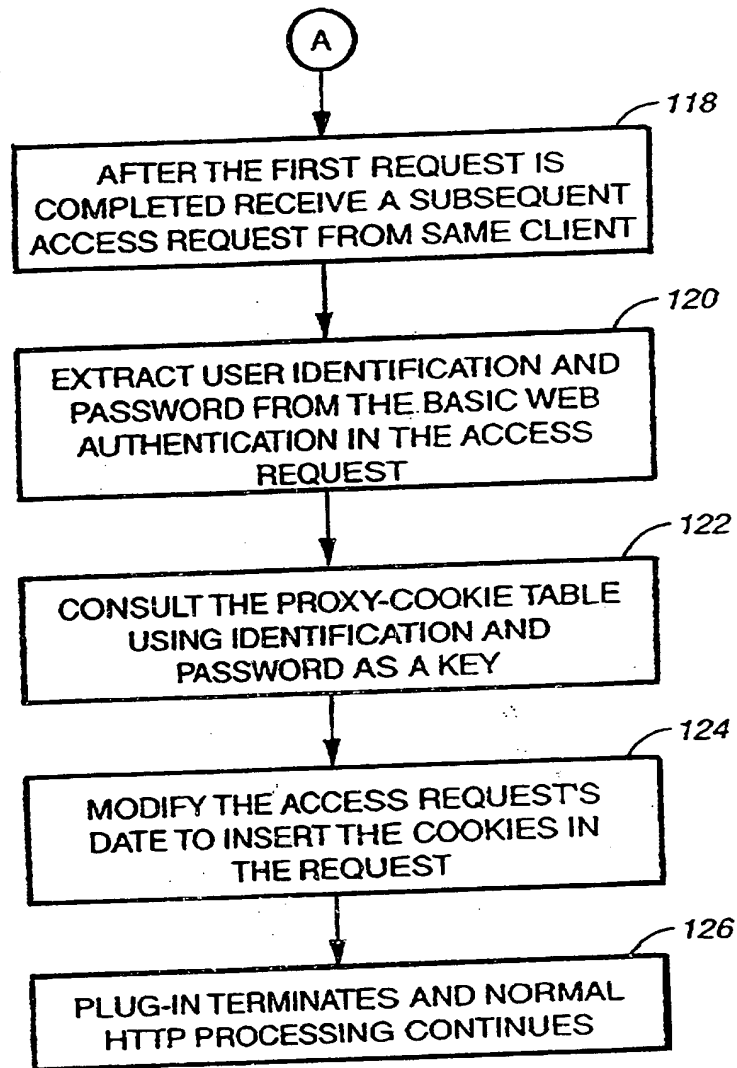 A
118
AFTER THE FIRST REQUEST IS
COMPLETED RECEIVE A SUBSEQUENT
ACCESS REQUEST FROM SAME CLIENT
120
EXTRACT USER IDENTIFICATION AND
PASSWORD FROM THE BASIC WEB
AUTHENTICATION IN THE ACCESS
REQUEST
122
CONSULT THE PROXY-COOKIE TABLE
USING IDENTIFICATION AND
PASSWORD AS A KEY
124
MODIFY THE ACCESS REQUEST'S
DATE TO INSERT THE COOKIES IN
THE REQUEST
126
PLUG-IN TERMINATES AND NORMAL
HTTP PROCESSING CONTINUES